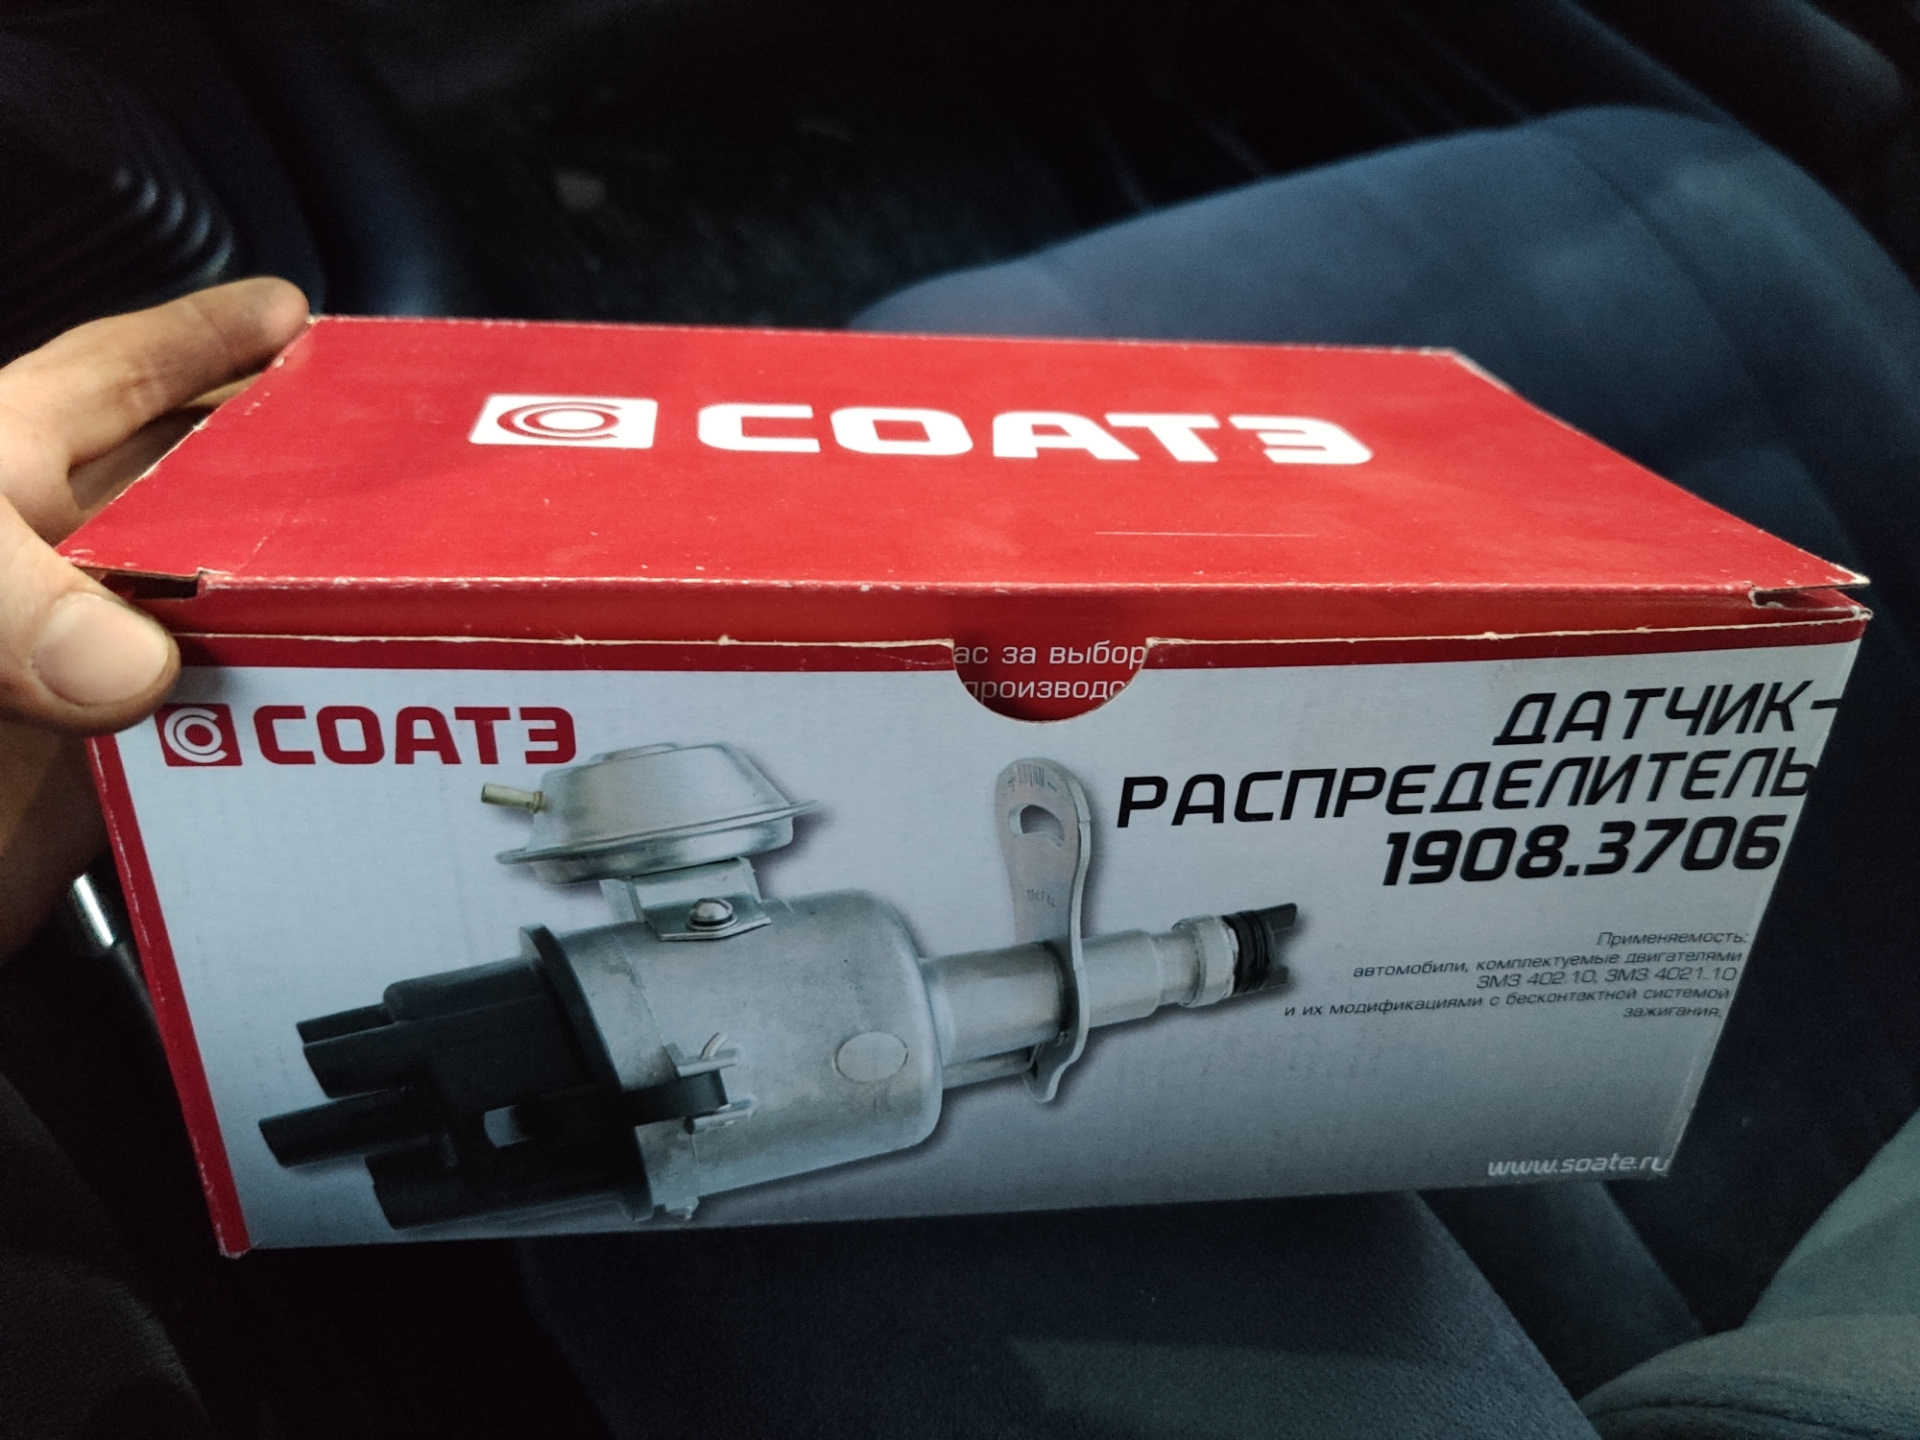 СОАТЭ
ас за выбор
производс
СОАТЭ
ДАТЧИК-
РАСПРЕДЕЛИТЕЛЬ
1908.3706
Применяемость:
автомобили, комплектуемые двигателями
ЗМЗ 402.10, ЗМЗ 4021.10
и их модификациями с бесконтактной системой
зажигания.
www.soate.ru